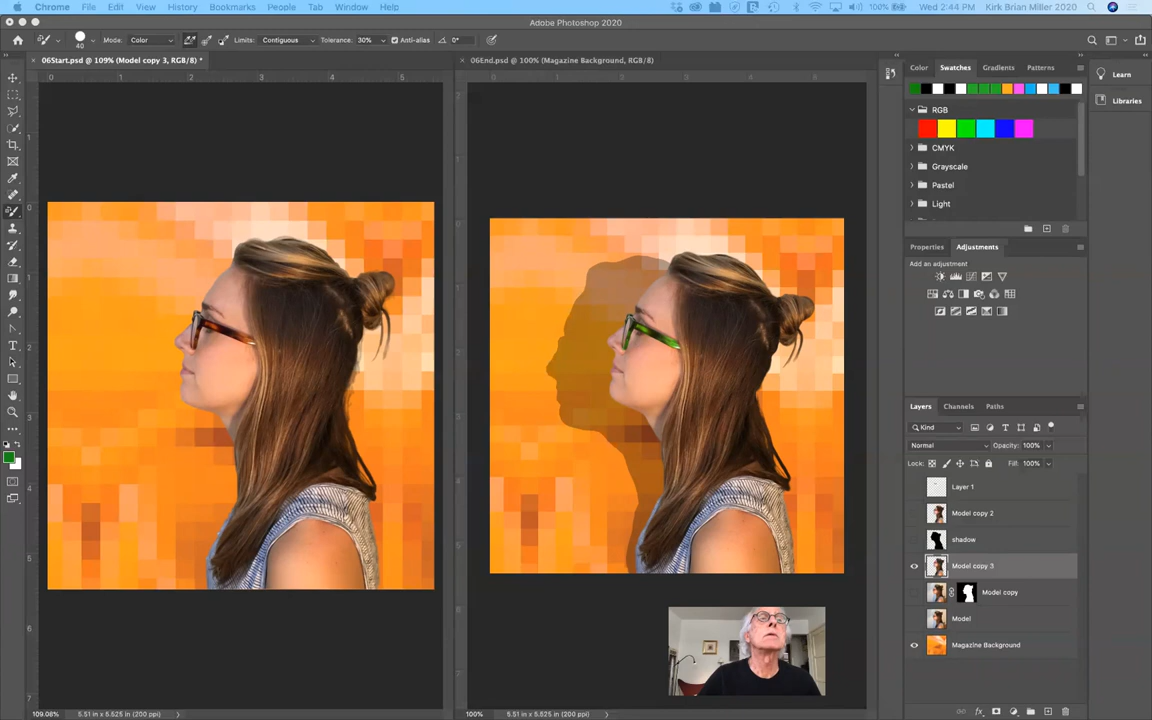 Chrome File Edit View History Bookmarks People Tab Window Help 100% Wed 2:44 PM Kirk Brian Miller 2020
Adobe Photoshop 2020
40 Mode: Color Limits: Contiguous Tolerance: 30% Anti-alias 0°
06Start.psd @ 109% (Model copy 3, RGB/8) *
06End.psd @ 100% (Magazine Background, RGB/8)
Color Swatches Gradients Patterns
Learn
Libraries
RGB
CMYK
Grayscale
Pastel
Light
Properties Adjustments
Add an adjustment
Layers Channels Paths
Kind
Normal Opacity: 100%
Lock: Fill: 100%
Layer 1
Model copy 2
shadow
Model copy 3
Model copy
Model
Magazine Background
109.08% 5.51 in x 5.525 in (200 ppi)
100% 5.51 in x 5.525 in (200 ppi)